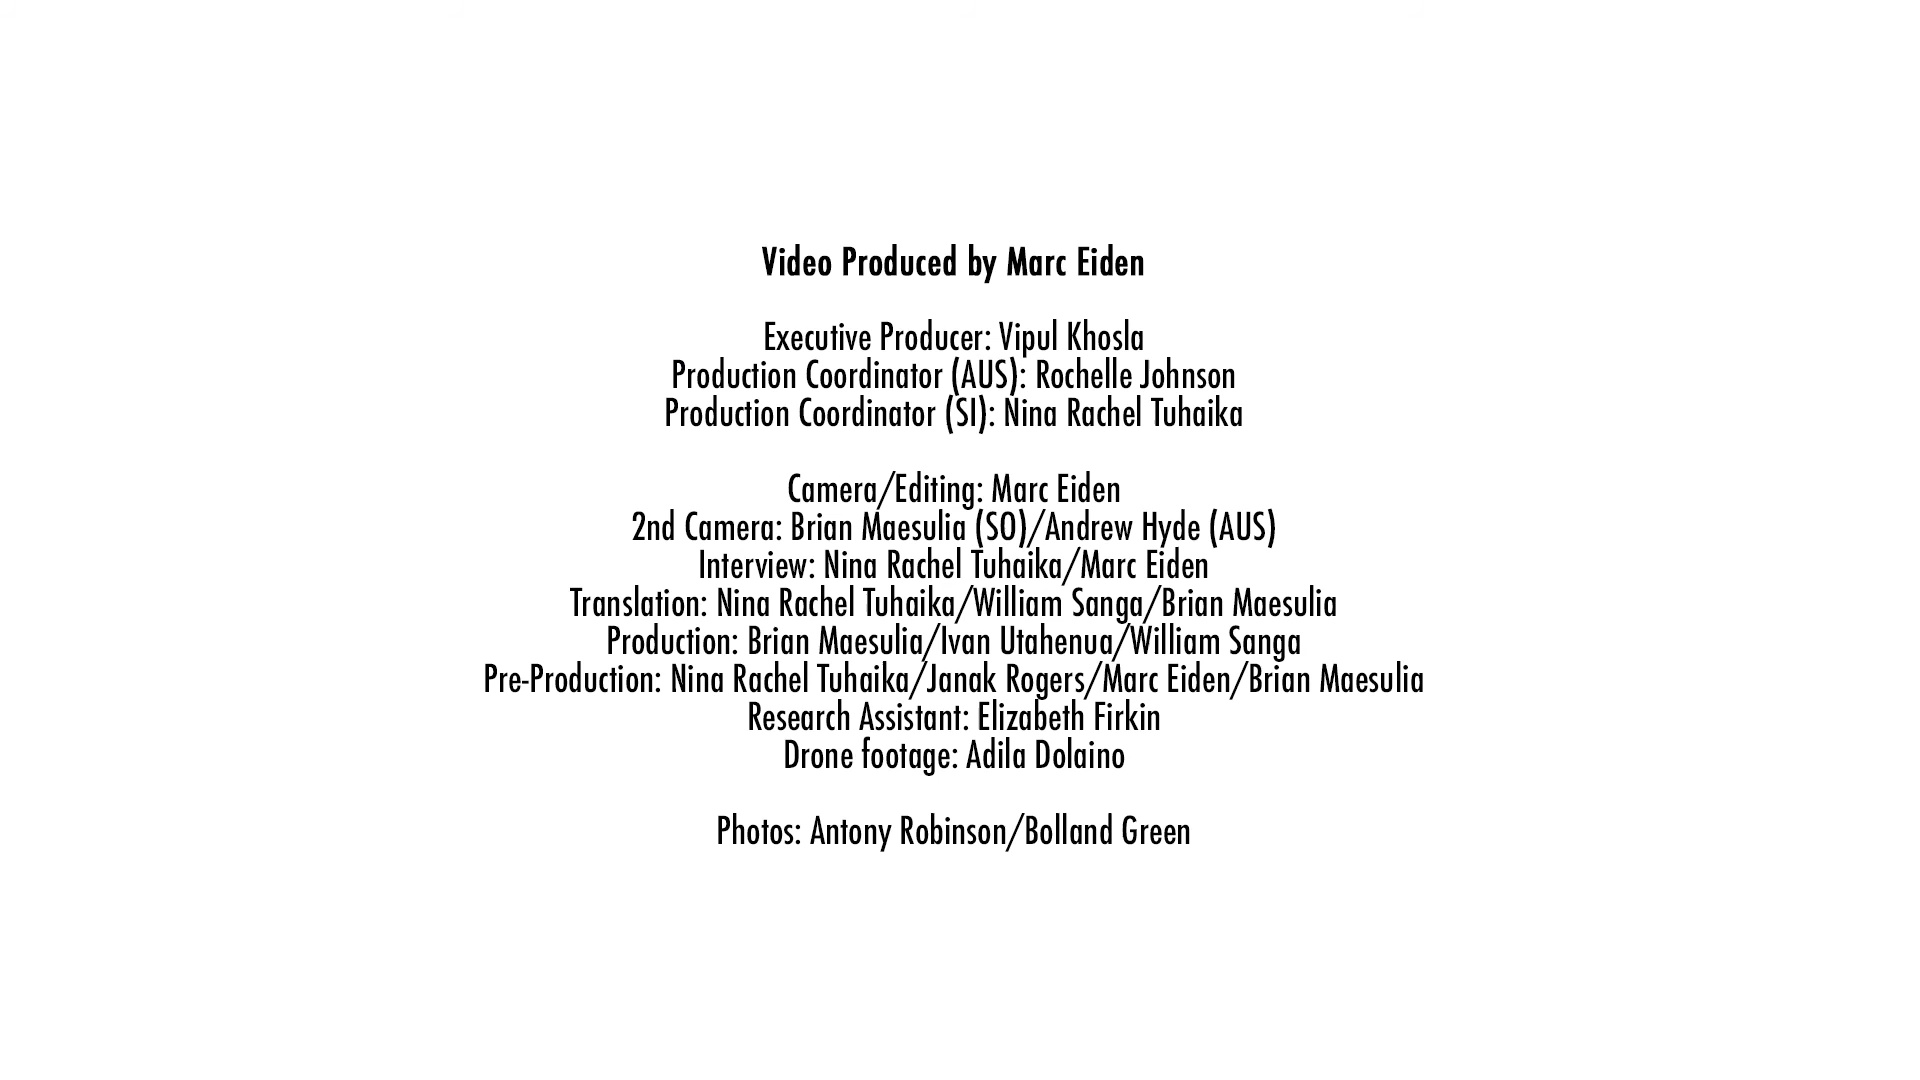 Video Produced by Marc Eiden
Executive Producer: Vipul Khosla
Production Coordinator (AUS): Rochelle Johnson
Production Coordinator (SI): Nina Rachel Tuhaika
Camera/Editing: Marc Eiden
2nd Camera: Brian Maesulia (SO)/Andrew Hyde (AUS)
Interview: Nina Rachel Tuhaika/Marc Eiden
Translation: Nina Rachel Tuhaika/William Sanga/Brian Maesulia
Production: Brian Maesulia/Ivan Utahenua/William Sanga
Pre-Production: Nina Rachel Tuhaika/Janak Rogers/Marc Eiden/Brian Maesulia
Research Assistant: Elizabeth Firkin
Drone footage: Adila Dolaino
Photos: Antony Robinson/Bolland Green